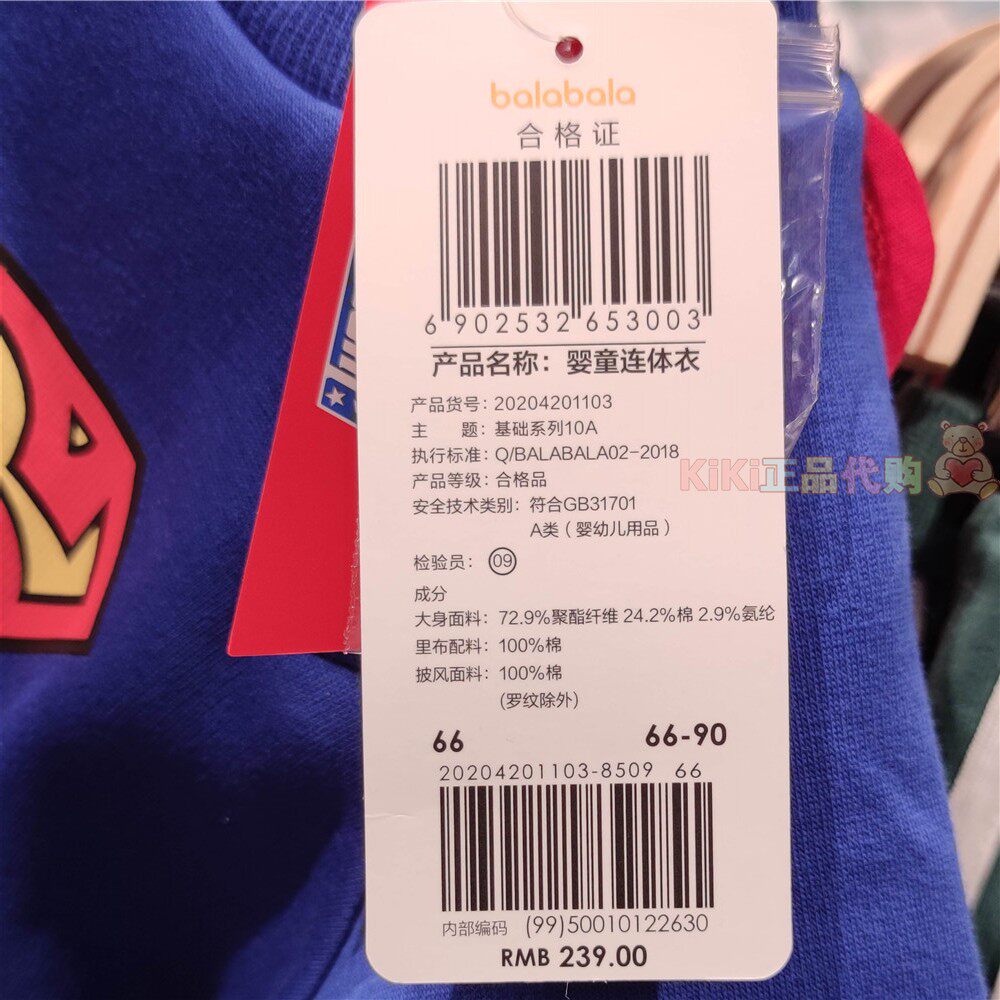 balabala
合格证
6 902532 653003
产品名称：婴童连体衣
产品货号：20204201103
主 题：基础系列10A
执行标准：Q/BALABALA02-2018
产品等级：合格品
安全技术类别：符合GB31701
A类（婴幼儿用品）
检验员：09
成分
大身面料：72.9%聚酯纤维 24.2%棉 2.9%氨纶
里布配料：100%棉
披风面料：100%棉
(罗纹除外)
66 66-90
20204201103-8509 66
内部编码 (99)50010122630
RMB 239.00
KiKi正品代购